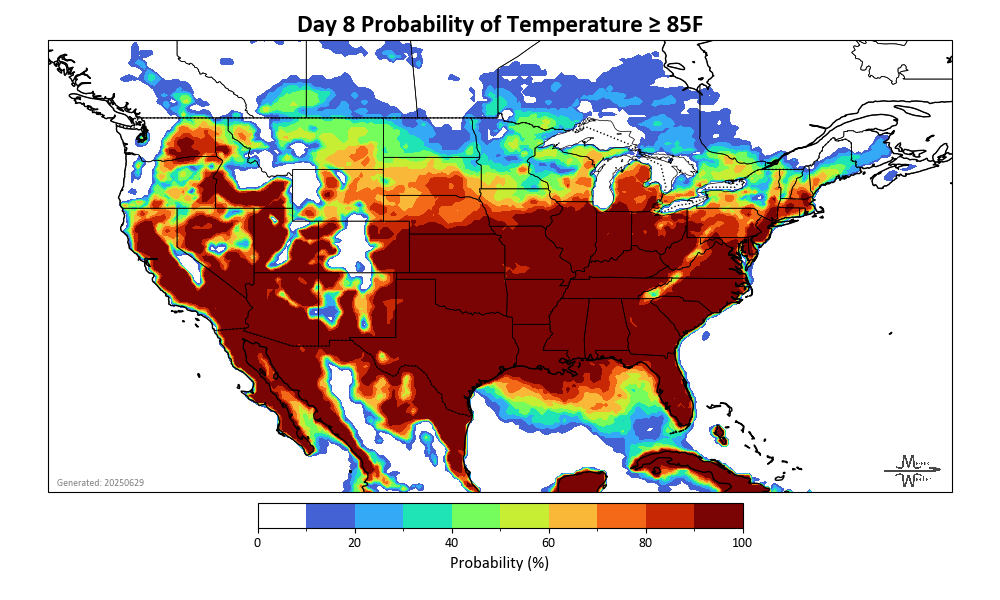 Day 8 Probability of Temperature ≥ 85F
Generated: 20250629
0 20 40 60 80 100
Probability (%)